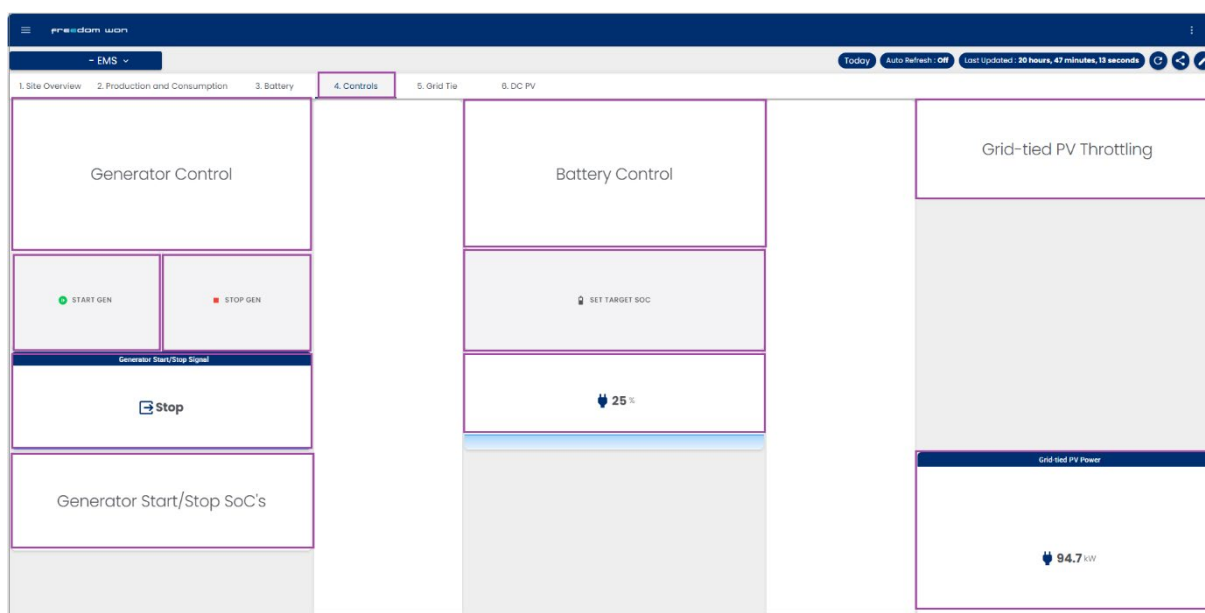 freedom won
- EMS
Today
Auto Refresh : Off
Last Updated : 20 hours, 47 minutes, 13 seconds
1. Site Overview
2. Production and Consumption
3. Battery
4. Controls
5. Grid Tie
6. DC PV
Generator Control
Battery Control
Grid-tied PV Throttling
START GEN
STOP GEN
SET TARGET SOC
Generator Start/Stop Signal
Stop
25 %
Generator Start/Stop SoC's
Grid-tied PV Power
94.7 kW